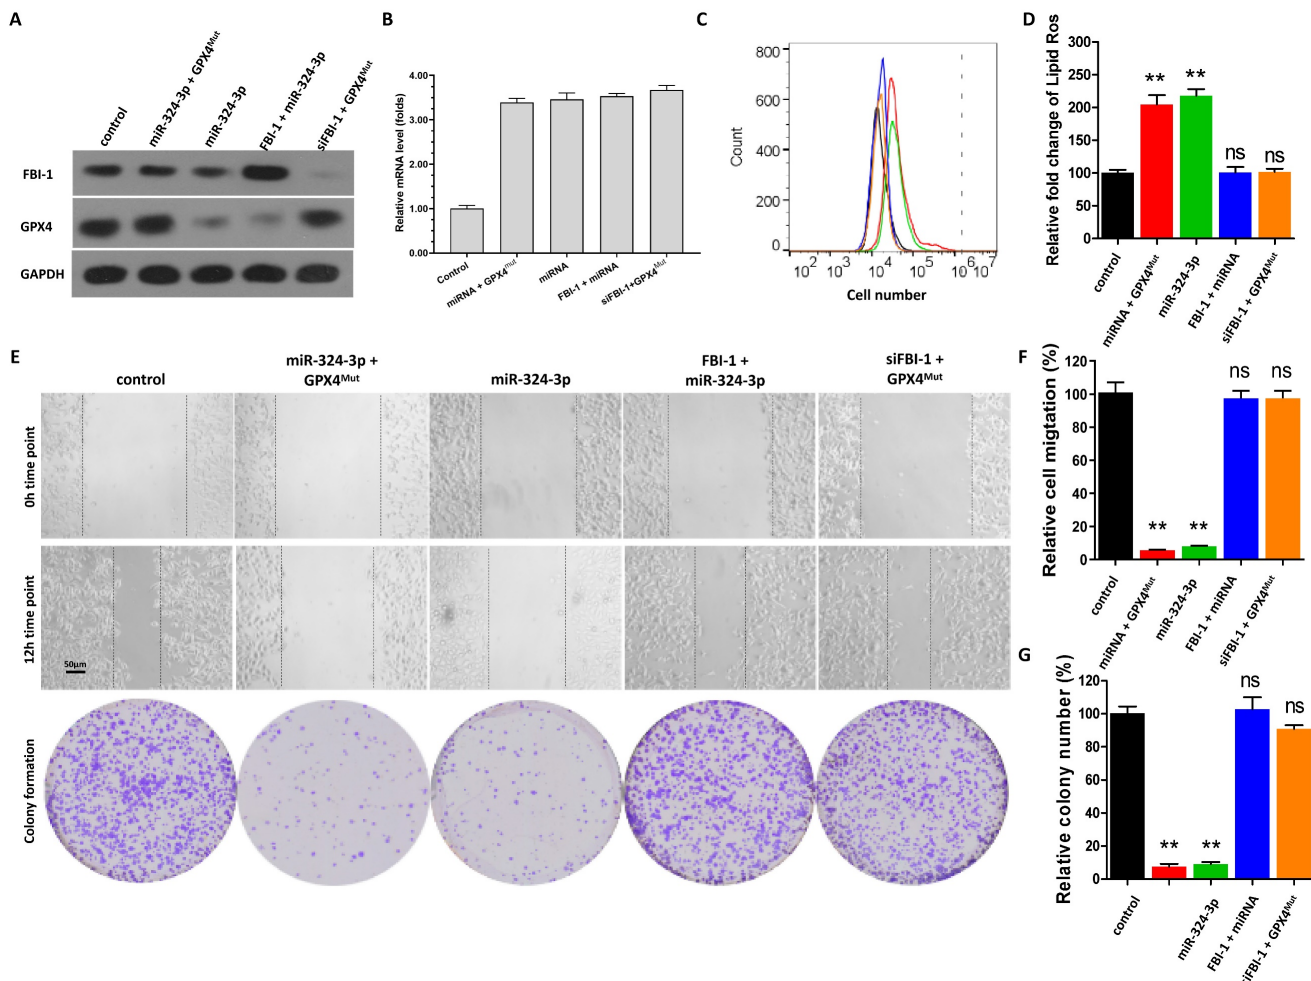 A
control
miR-324-3p + GPX4Mut
miR-324-3p
FBI-1 + miR-324-3p
siFBI-1 + GPX4Mut
FBI-1
GPX4
GAPDH
B
Relative mRNA level (folds)
4.00
3.00
2.00
1.00
0.00
Control
miRNA + GPX4mut
miRNA
FBI-1 + miRNA
siFBI-1+GPX4Mut
C
Count
800
600
400
200
0
10^2 10^3 10^4 10^5 10^6 10^7
Cell number
D
Relative fold change of Lipid Ros
300
250
200
150
100
50
0
** ** ns ns
control
miRNA + GPX4Mut
miR-324-3p
FBI-1 + miRNA
siFBI-1 + GPX4Mut
E
control
miR-324-3p +
GPX4Mut
miR-324-3p
FBI-1 +
miR-324-3p
siFBI-1 +
GPX4Mut
0h time point
12h time point
50μm
Colony formation
F
Relative cell migtation (%)
120
100
80
60
40
20
0
** ** ns ns
control
miRNA + GPX4Mut
miR-324-3p
FBI-1 + miRNA
siFBI-1 + GPX4Mut
G
Relative colony number (%)
120
100
80
60
40
20
0
** ** ns ns
control
miR-324-3p
FBI-1 + miRNA
siFBI-1 + GPX4Mut